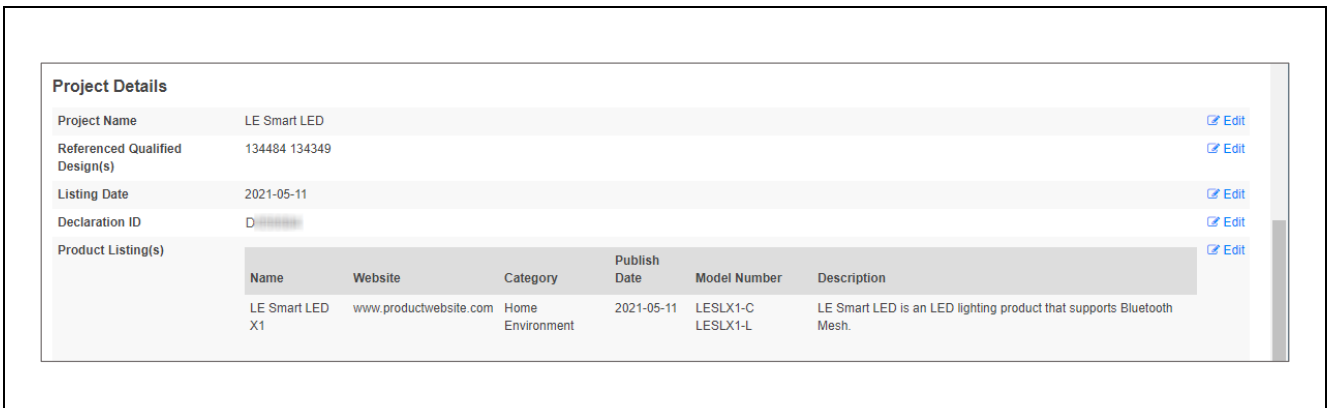 Project Details
Project Name LE Smart LED Edit
Referenced Qualified 134484 134349 Edit
Design(s)
Listing Date 2021-05-11 Edit
Declaration ID D Edit
Product Listing(s) Edit
Publish
Name Website Category Date Model Number Description
LE Smart LED www.productwebsite.com Home 2021-05-11 LESLX1-C LE Smart LED is an LED lighting product that supports Bluetooth
X1 Environment LESLX1-L Mesh.